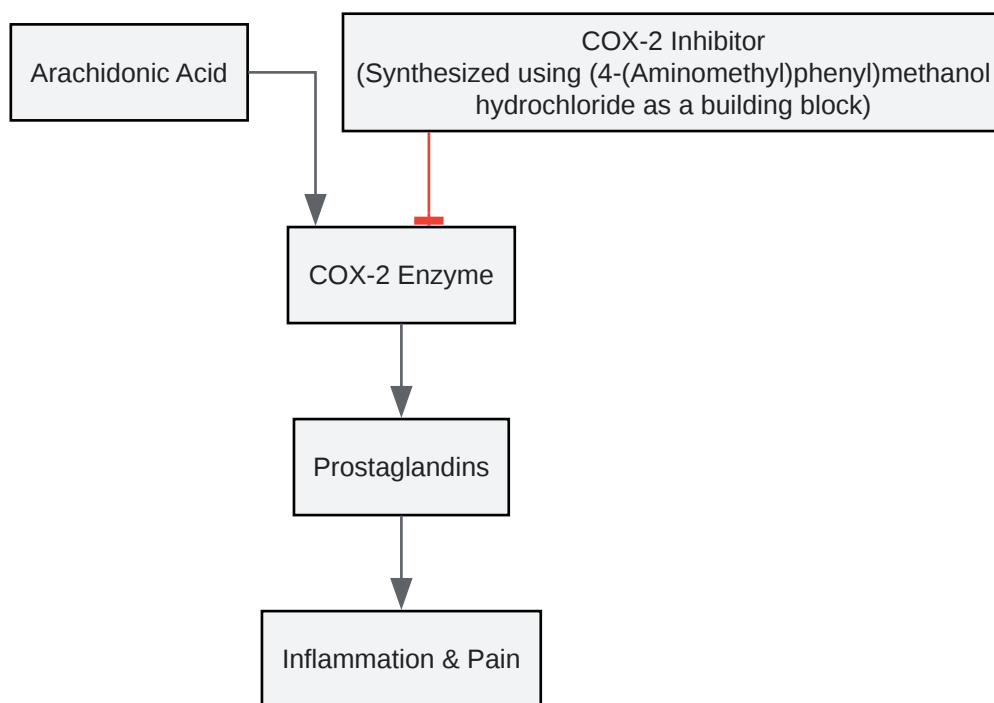 Arachidonic Acid
COX-2 Inhibitor
(Synthesized using (4-(Aminomethyl)phenyl)methanol
hydrochloride as a building block)
COX-2 Enzyme
Prostaglandins
Inflammation & Pain